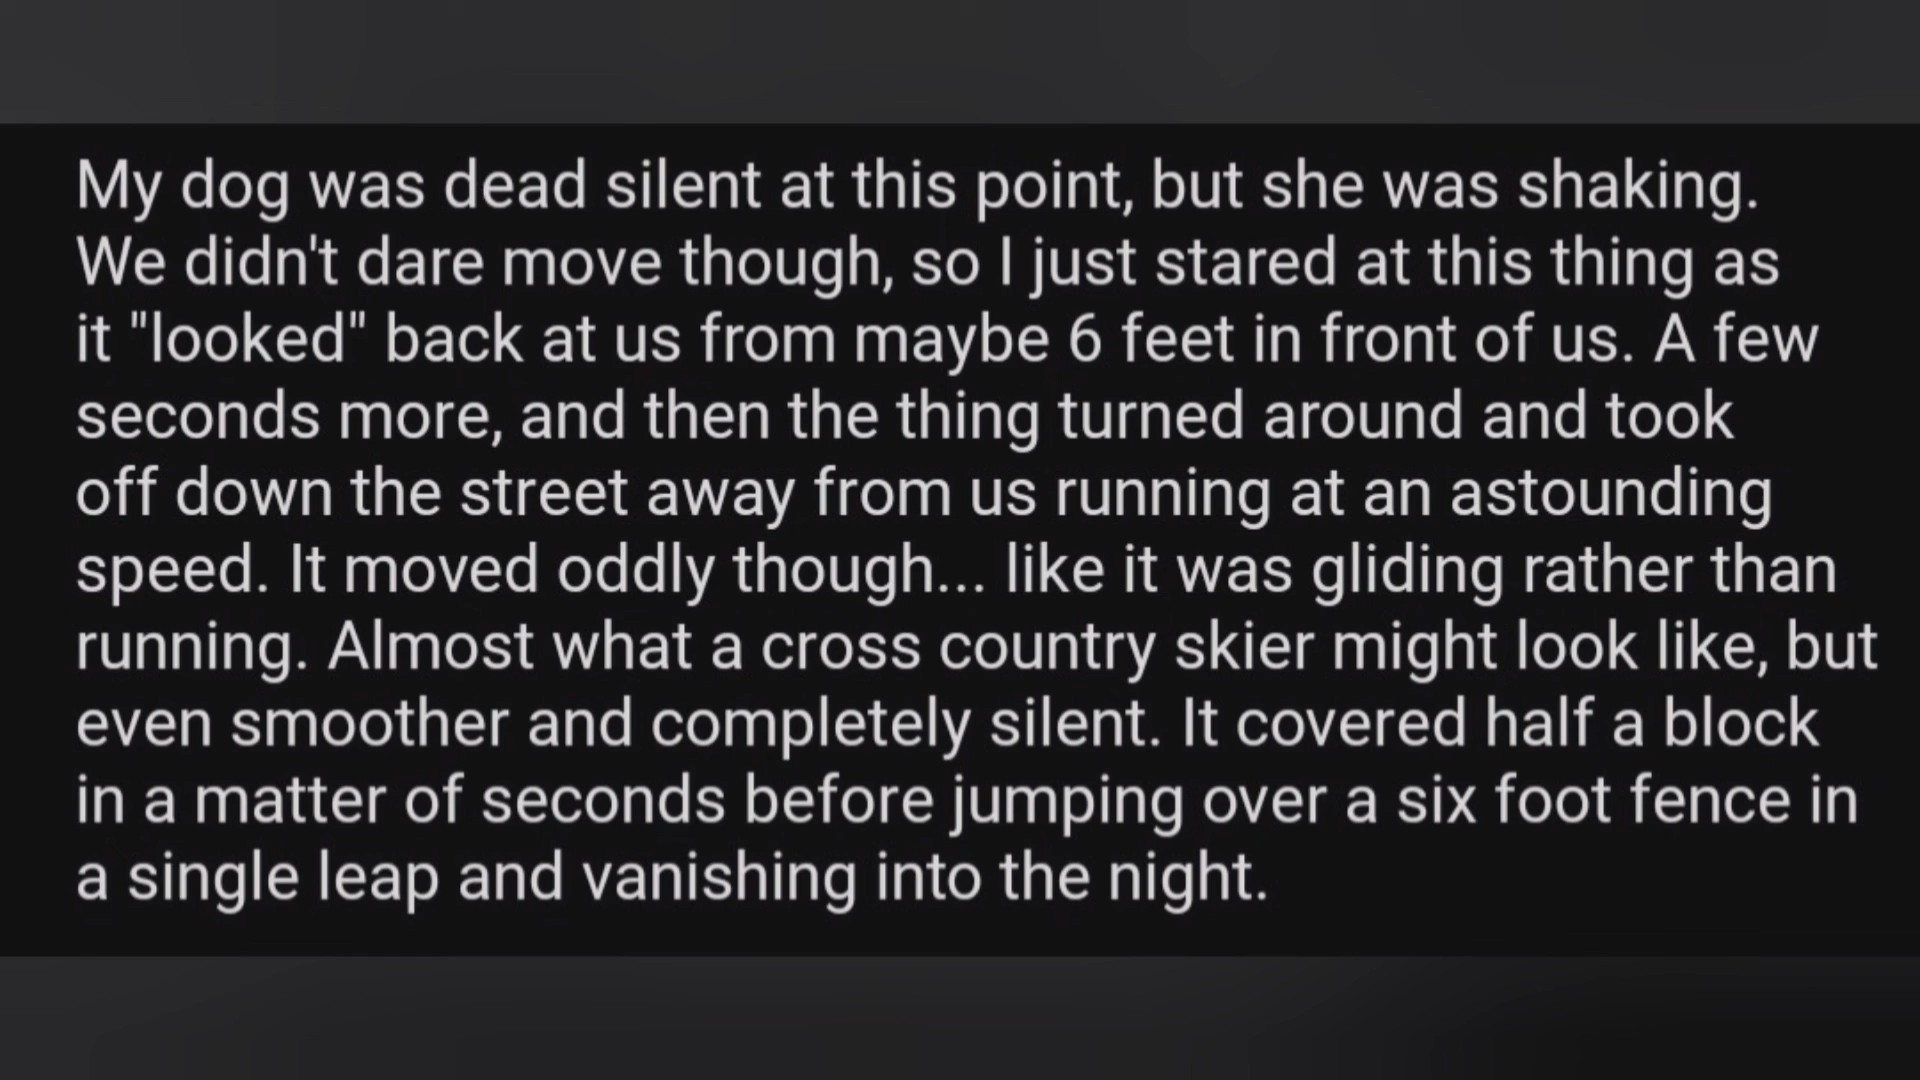 My dog was dead silent at this point, but she was shaking.
We didn't dare move though, so I just stared at this thing as
it "looked" back at us from maybe 6 feet in front of us. A few
seconds more, and then the thing turned around and took
off down the street away from us running at an astounding
speed. It moved oddly though... like it was gliding rather than
running. Almost what a cross country skier might look like, but
even smoother and completely silent. It covered half a block
in a matter of seconds before jumping over a six foot fence in
a single leap and vanishing into the night.